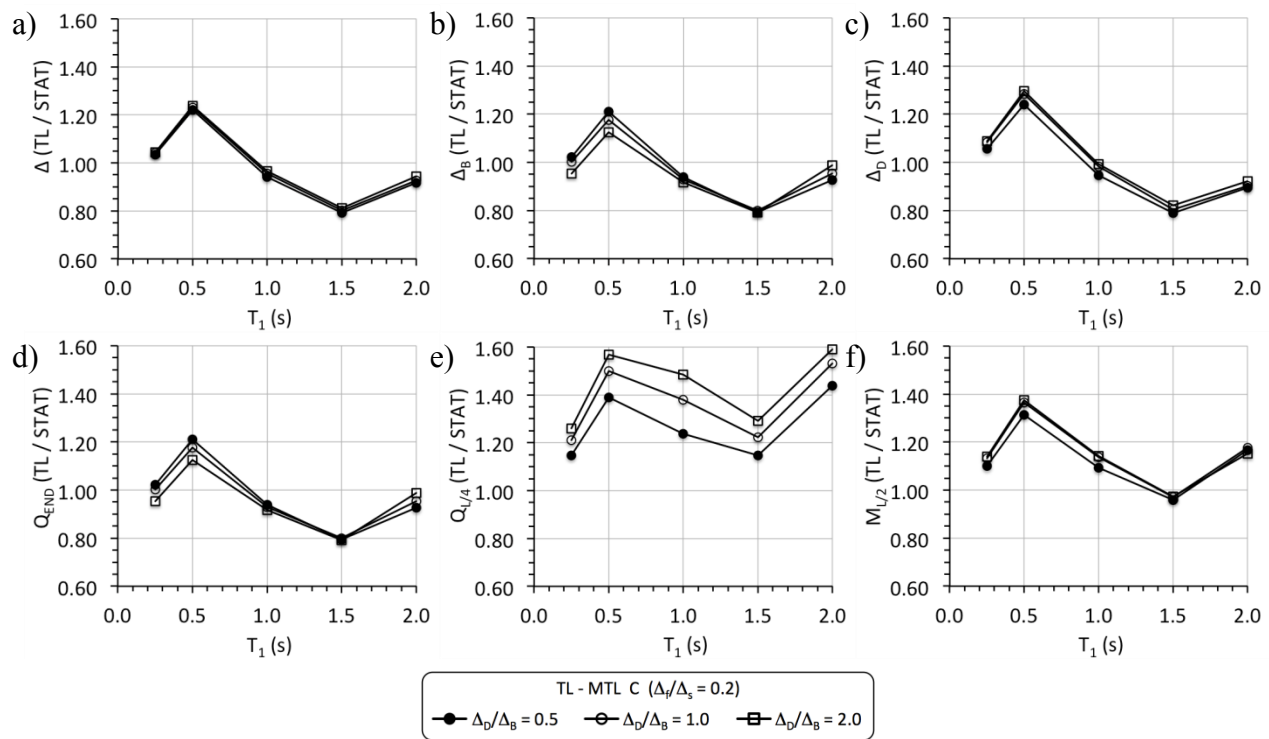 a)
1.60
1.40
1.20
1.00
0.80
0.60
Δ (TL / STAT)
0.0 0.5 1.0 1.5 2.0
T₁ (s)
b)
1.60
1.40
1.20
1.00
0.80
0.60
Δ_B (TL / STAT)
0.0 0.5 1.0 1.5 2.0
T₁ (s)
c)
1.60
1.40
1.20
1.00
0.80
0.60
Δ_D (TL / STAT)
0.0 0.5 1.0 1.5 2.0
T₁ (s)
d)
1.60
1.40
1.20
1.00
0.80
0.60
Q_END (TL / STAT)
0.0 0.5 1.0 1.5 2.0
T₁ (s)
e)
1.60
1.40
1.20
1.00
0.80
0.60
Q_L/4 (TL / STAT)
0.0 0.5 1.0 1.5 2.0
T₁ (s)
f)
1.60
1.40
1.20
1.00
0.80
0.60
M_L/2 (TL / STAT)
0.0 0.5 1.0 1.5 2.0
T₁ (s)
TL - MTL C (Δ_f/Δ_s = 0.2)
Δ_D/Δ_B = 0.5 Δ_D/Δ_B = 1.0 Δ_D/Δ_B = 2.0